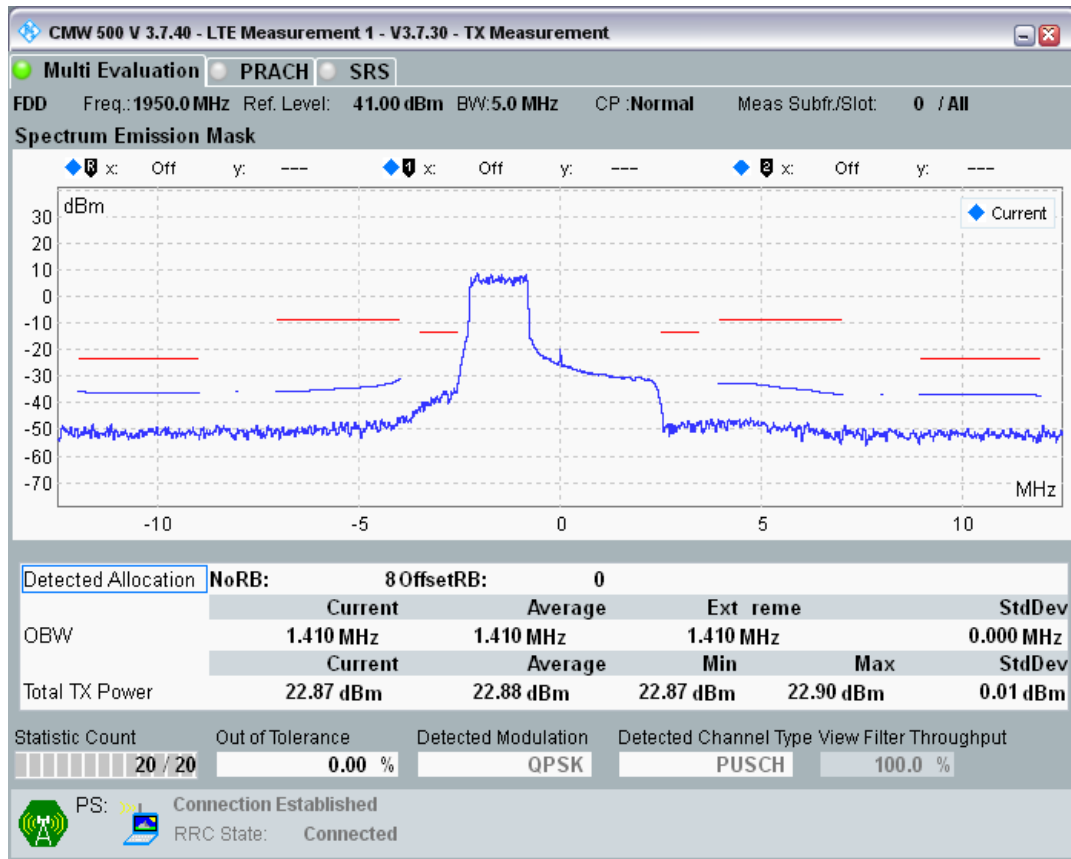 CMW 500 V 3.7.40 - LTE Measurement 1 - V3.7.30 - TX Measurement
Multi Evaluation PRACH SRS
FDD Freq.:1950.0 MHz Ref. Level: 41.00 dBm BW:5.0 MHz CP :Normal Meas Subfr./Slot: 0 / All
Spectrum Emission Mask
R x: Off y: --- 1 x: Off y: --- 2 x: Off y: ---
dBm
Current
30
20
10
0
-10
-20
-30
-40
-50
-60
-70
MHz
-10 -5 0 5 10
Detected Allocation NoRB: 8 OffsetRB: 0
Current Average Ext reme StdDev
OBW 1.410 MHz 1.410 MHz 1.410 MHz 0.000 MHz
Current Average Min Max StdDev
Total TX Power 22.87 dBm 22.88 dBm 22.87 dBm 22.90 dBm 0.01 dBm
Statistic Count Out of Tolerance Detected Modulation Detected Channel Type View Filter Throughput
20 / 20 0.00 % QPSK PUSCH 100.0 %
PS: Connection Established
RRC State: Connected